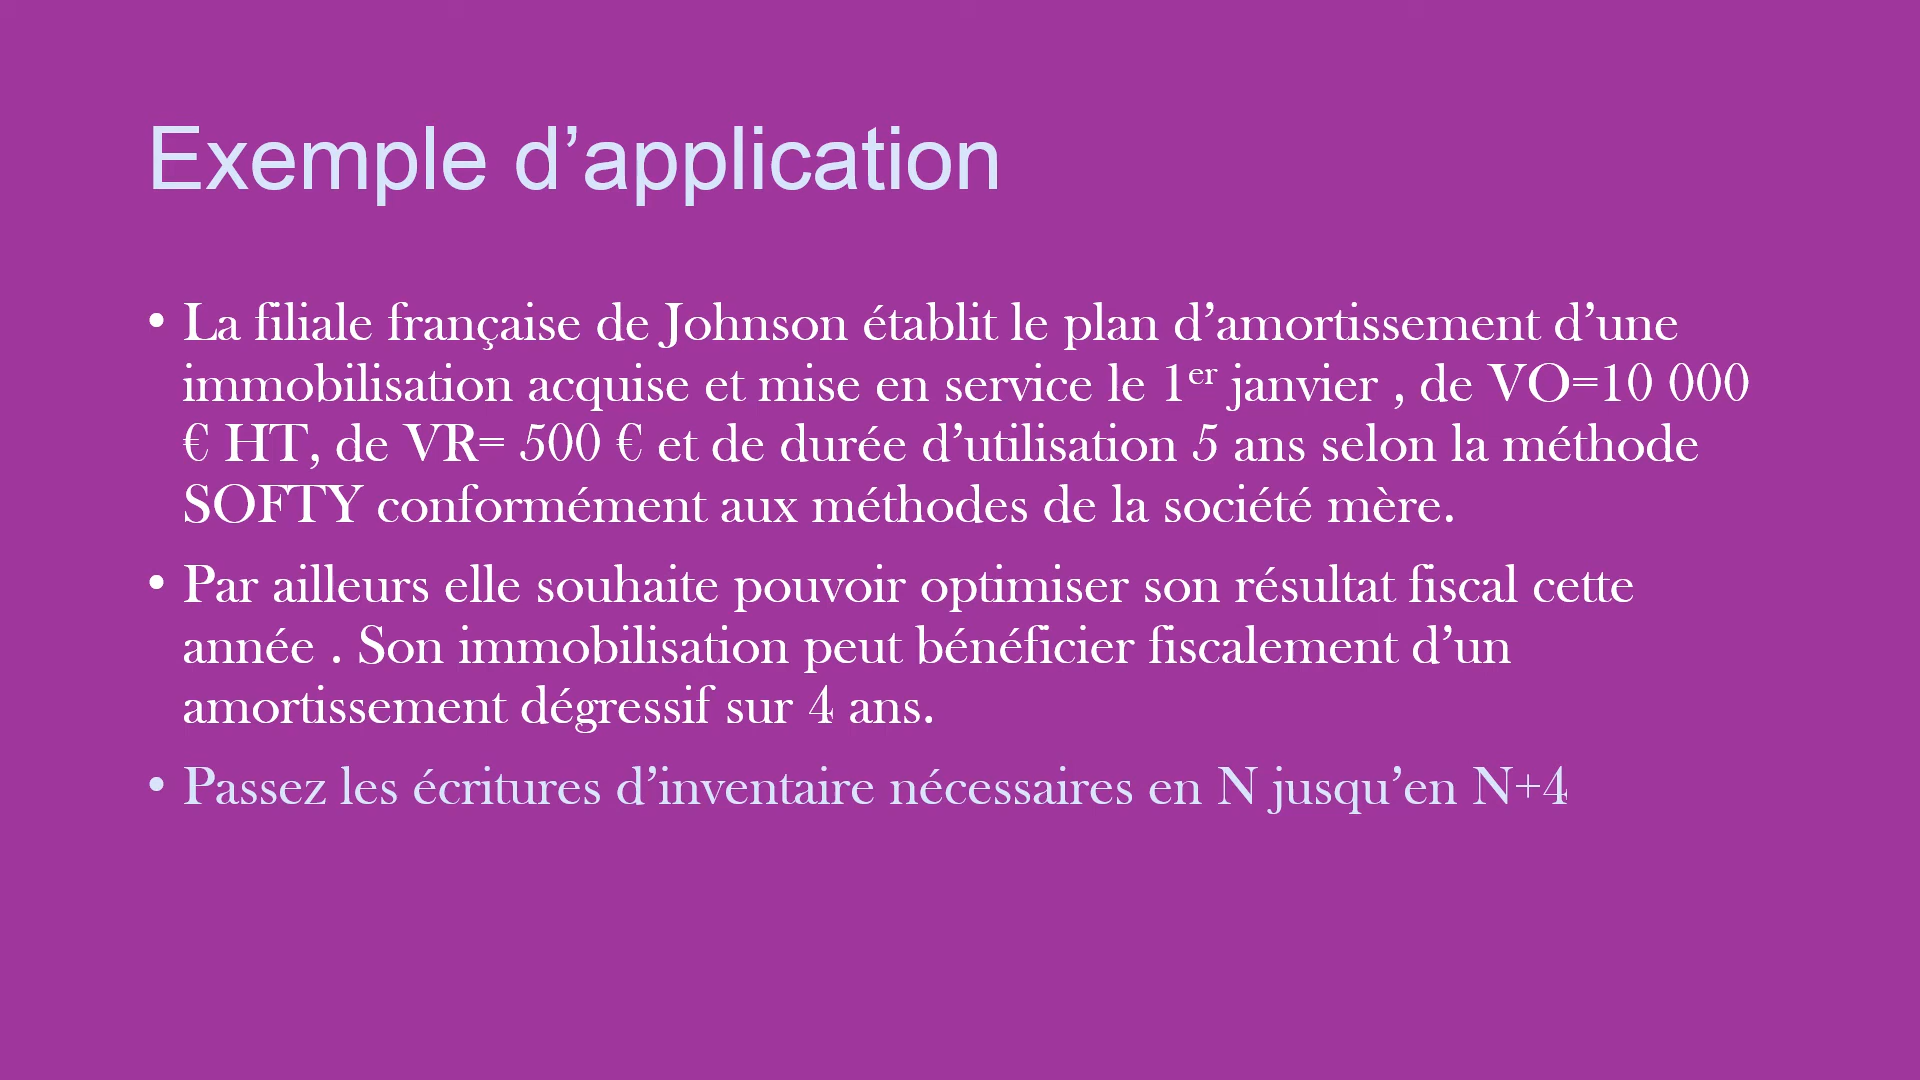 Exemple d’application
• La filiale française de Johnson établit le plan d’amortissement d’une
immobilisation acquise et mise en service le 1er janvier , de VO=10 000
€ HT, de VR= 500 € et de durée d’utilisation 5 ans selon la méthode
SOFTY conformément aux méthodes de la société mère.
• Par ailleurs elle souhaite pouvoir optimiser son résultat fiscal cette
année . Son immobilisation peut bénéficier fiscalement d’un
amortissement dégressif sur 4 ans.
• Passez les écritures d’inventaire nécessaires en N jusqu’en N+4